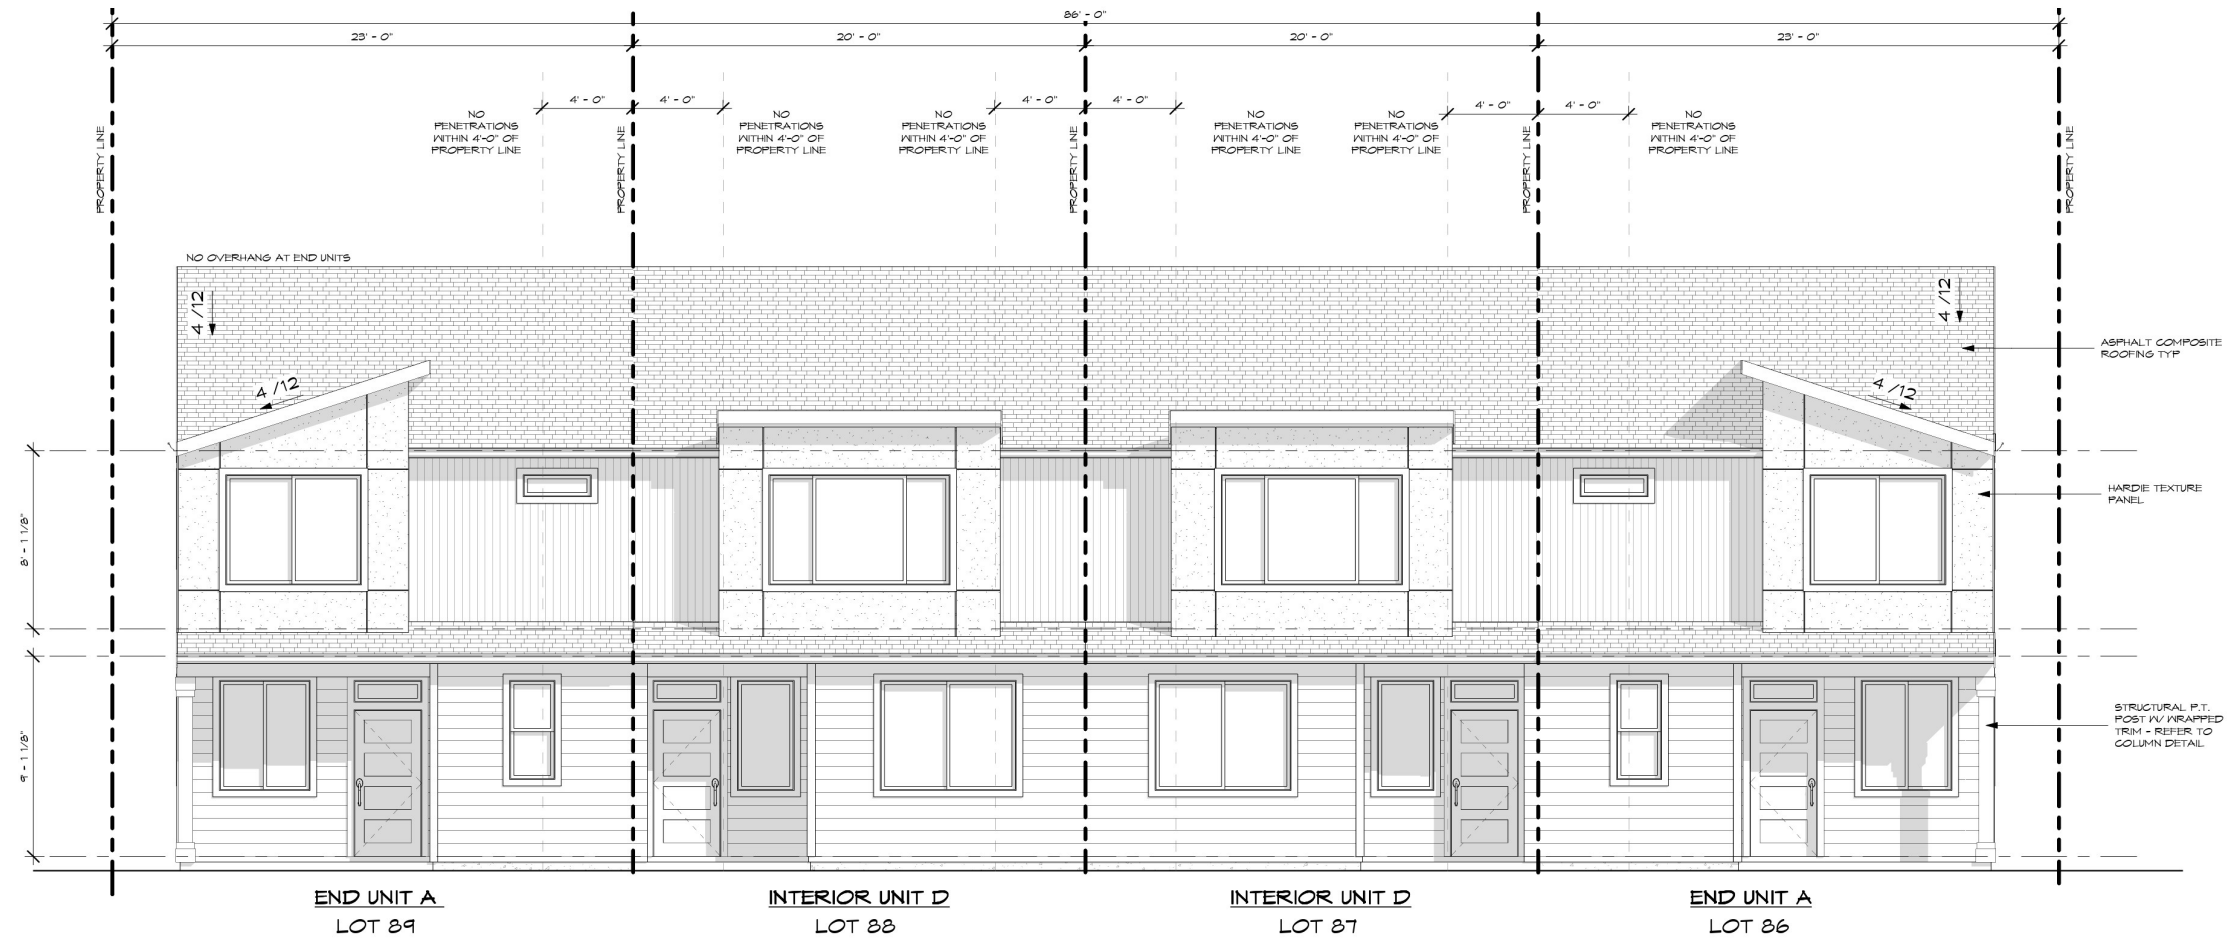 86' - 0"
23' - 0"
20' - 0"
20' - 0"
23' - 0"
4' - 0"
4' - 0"
4' - 0"
4' - 0"
4' - 0"
4' - 0"
NO
PENETRATIONS
WITHIN 4'-0" OF
PROPERTY LINE
NO
PENETRATIONS
WITHIN 4'-0" OF
PROPERTY LINE
NO
PENETRATIONS
WITHIN 4'-0" OF
PROPERTY LINE
NO
PENETRATIONS
WITHIN 4'-0" OF
PROPERTY LINE
NO
PENETRATIONS
WITHIN 4'-0" OF
PROPERTY LINE
NO
PENETRATIONS
WITHIN 4'-0" OF
PROPERTY LINE
PROPERTY LINE
PROPERTY LINE
PROPERTY LINE
PROPERTY LINE
PROPERTY LINE
NO OVERHANG AT END UNITS
4 /12
4 /12
4 /12
4 /12
ASPHALT COMPOSITE
ROOFING TYP
HARDIE TEXTURE
PANEL
8' - 1 1/8"
9' - 1 1/8"
STRUCTURAL P.T.
POST W/ WRAPPED
TRIM - REFER TO
COLUMN DETAIL
END UNIT A
LOT 89
INTERIOR UNIT D
LOT 88
INTERIOR UNIT D
LOT 87
END UNIT A
LOT 86